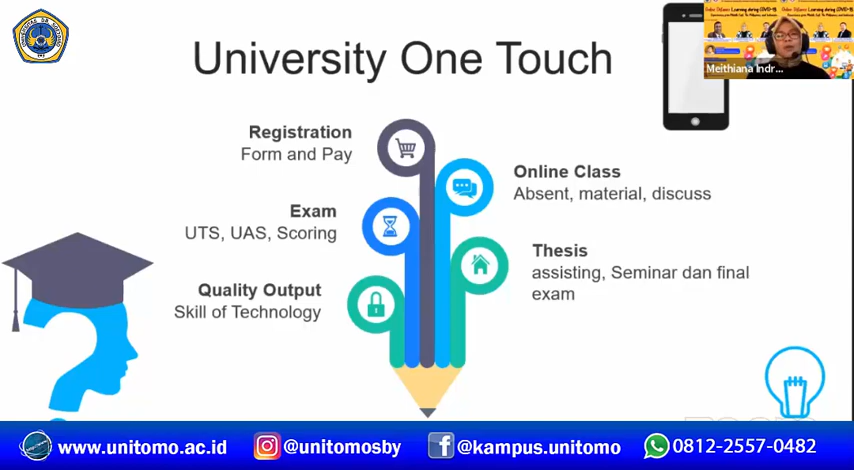 University One Touch
Meithiana Indr...
Registration
Form and Pay
Online Class
Absent, material, discuss
Exam
UTS, UAS, Scoring
Thesis
assisting, Seminar dan final
exam
Quality Output
Skill of Technology
www.unitomo.ac.id
@unitomosby
@kampus.unitomo
0812-2557-0482